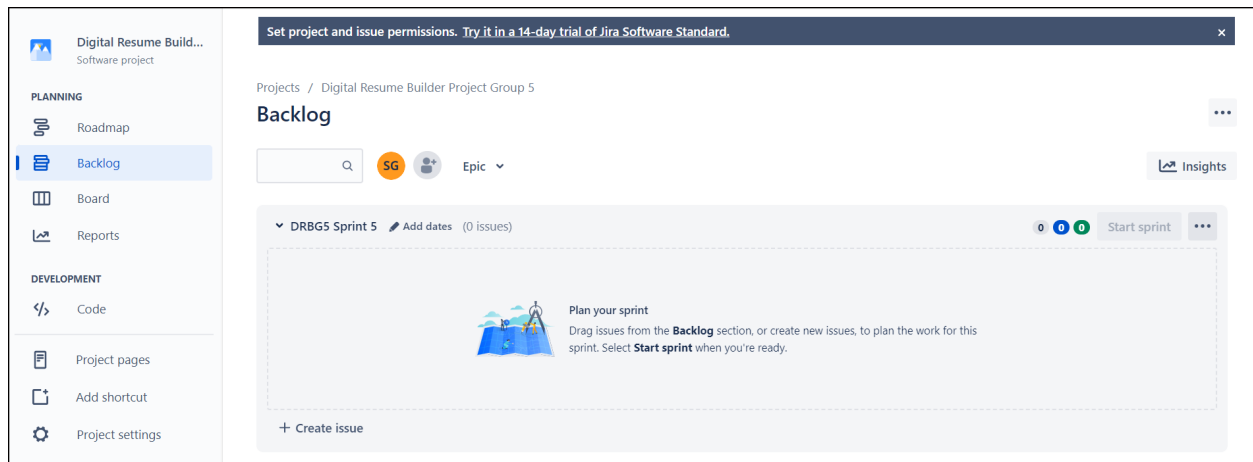 Digital Resume Build...
Software project
PLANNING
Roadmap
Backlog
Board
Reports
DEVELOPMENT
Code
Project pages
Add shortcut
Project settings
Set project and issue permissions. Try it in a 14-day trial of Jira Software Standard.
Projects / Digital Resume Builder Project Group 5
Backlog
SG Epic Insights
DRBG5 Sprint 5 Add dates (0 issues) 0 0 0 Start sprint
Plan your sprint
Drag issues from the Backlog section, or create new issues, to plan the work for this
sprint. Select Start sprint when you're ready.
+ Create issue